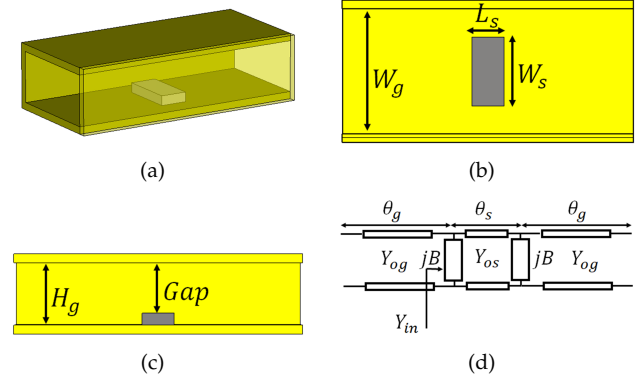 (a)
L_s
W_g
W_s
(b)
H_g
Gap
(c)
θ_g θ_s θ_g
Y_og jB Y_os jB Y_og
Y_in
(d)